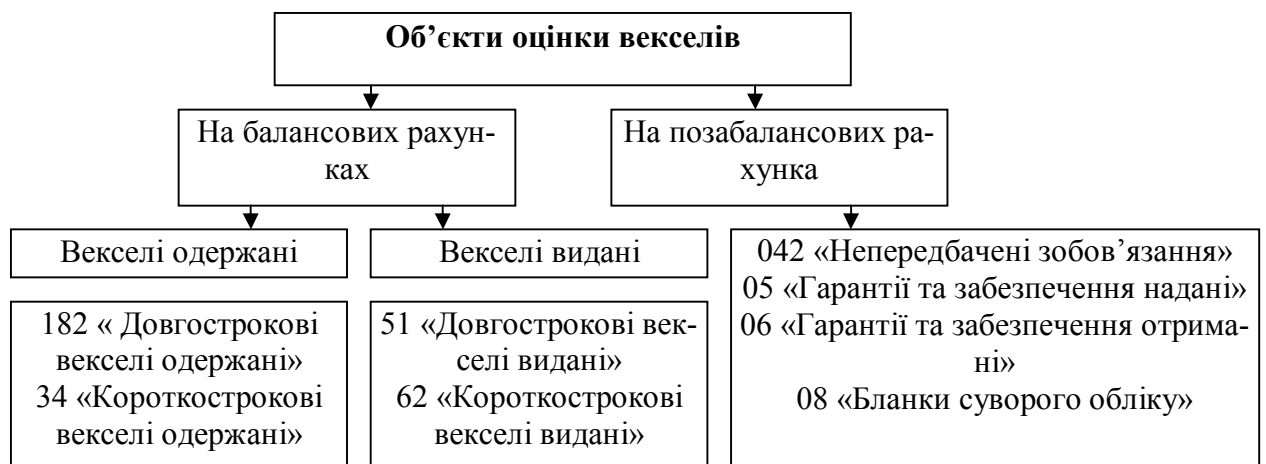 Об’єкти оцінки векселів
На балансових рахун-
ках
На позабалансових ра-
хунка
Векселі одержані
Векселі видані
182 « Довгострокові
векселі одержані»
34 «Короткострокові
векселі одержані»
51 «Довгострокові век-
селі видані»
62 «Короткострокові
векселі видані»
042 «Непередбачені зобов’язання»
05 «Гарантії та забезпечення надані»
06 «Гарантії та забезпечення отрима-
ні»
08 «Бланки суворого обліку»